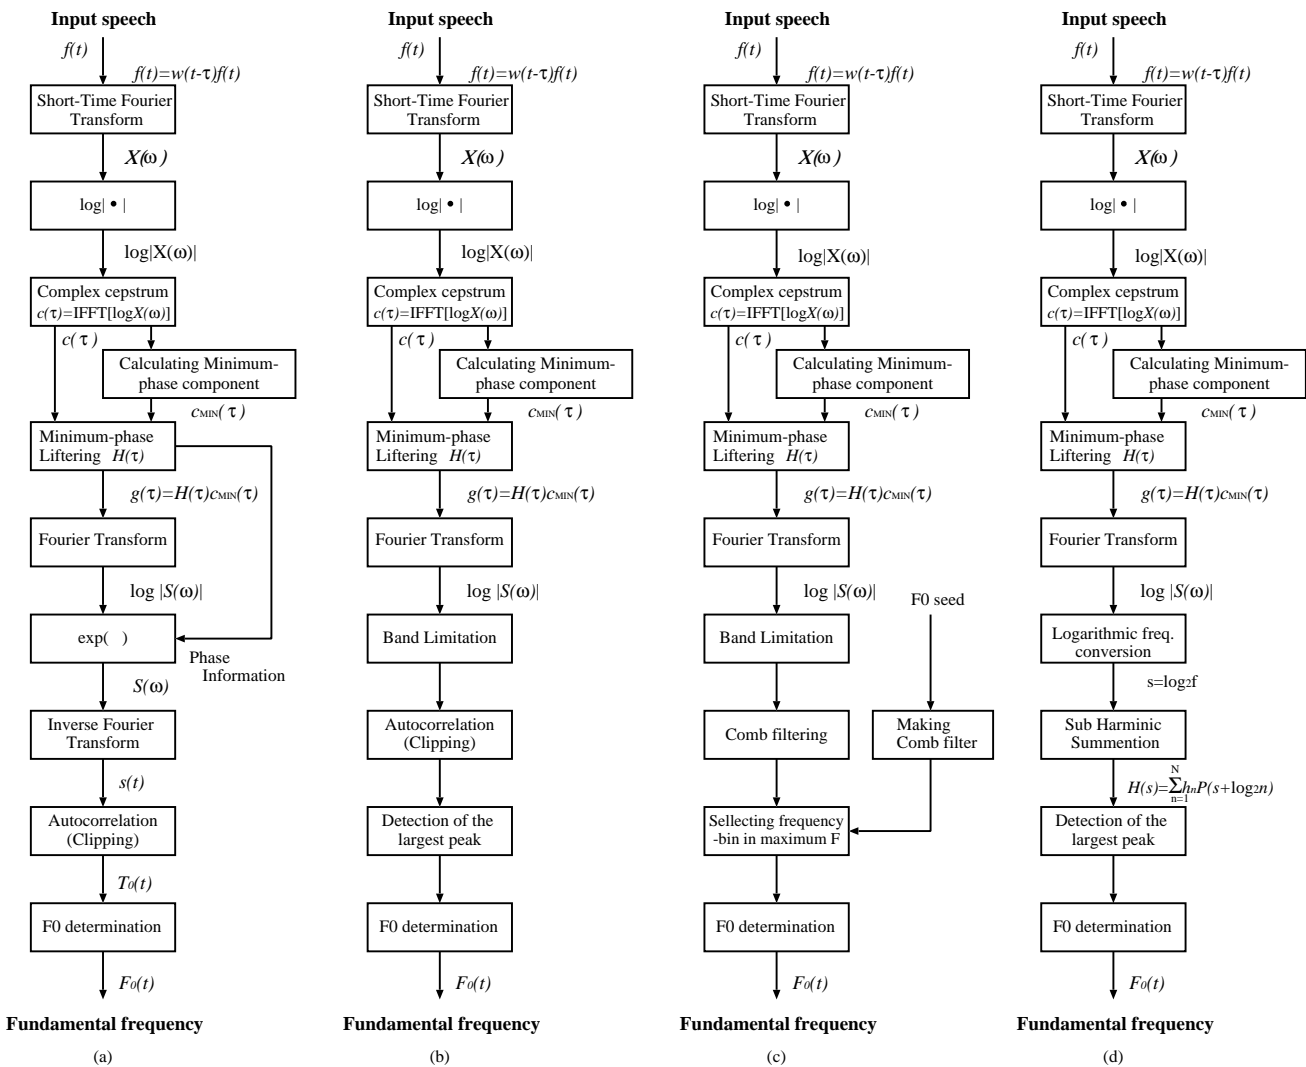 Input speech
f(t)
f(t)=w(t-τ)f(t)
Short-Time Fourier
Transform
X(ω)
log| • |
log|X(ω)|
Complex cepstrum
c(τ)=IFFT[logX(ω)]
c(τ)
Calculating Minimum-
phase component
cMIN(τ)
Minimum-phase
Liftering H(τ)
g(τ)=H(τ)cMIN(τ)
Fourier Transform
log |S(ω)|
exp( )
Phase
Information
S(ω)
Inverse Fourier
Transform
s(t)
Autocorrelation
(Clipping)
T0(t)
F0 determination
F0(t)
Fundamental frequency
(a)
Input speech
f(t)
f(t)=w(t-τ)f(t)
Short-Time Fourier
Transform
X(ω)
log| • |
log|X(ω)|
Complex cepstrum
c(τ)=IFFT[logX(ω)]
c(τ)
Calculating Minimum-
phase component
cMIN(τ)
Minimum-phase
Liftering H(τ)
g(τ)=H(τ)cMIN(τ)
Fourier Transform
log |S(ω)|
Band Limitation
Autocorrelation
(Clipping)
Detection of the
largest peak
F0 determination
F0(t)
Fundamental frequency
(b)
Input speech
f(t)
f(t)=w(t-τ)f(t)
Short-Time Fourier
Transform
X(ω)
log| • |
log|X(ω)|
Complex cepstrum
c(τ)=IFFT[logX(ω)]
c(τ)
Calculating Minimum-
phase component
cMIN(τ)
Minimum-phase
Liftering H(τ)
g(τ)=H(τ)cMIN(τ)
Fourier Transform
log |S(ω)|
F0 seed
Band Limitation
Comb filtering
Making
Comb filter
Sellecting frequency
-bin in maximum F
F0 determination
F0(t)
Fundamental frequency
(c)
Input speech
f(t)
f(t)=w(t-τ)f(t)
Short-Time Fourier
Transform
X(ω)
log| • |
log|X(ω)|
Complex cepstrum
c(τ)=IFFT[logX(ω)]
c(τ)
Calculating Minimum-
phase component
cMIN(τ)
Minimum-phase
Liftering H(τ)
g(τ)=H(τ)cMIN(τ)
Fourier Transform
log |S(ω)|
Logarithmic freq.
conversion
s=log2f
Sub Harminic
Summention
H(s)=∑n=1N hnP(s+log2n)
Detection of the
largest peak
F0 determination
F0(t)
Fundamental frequency
(d)